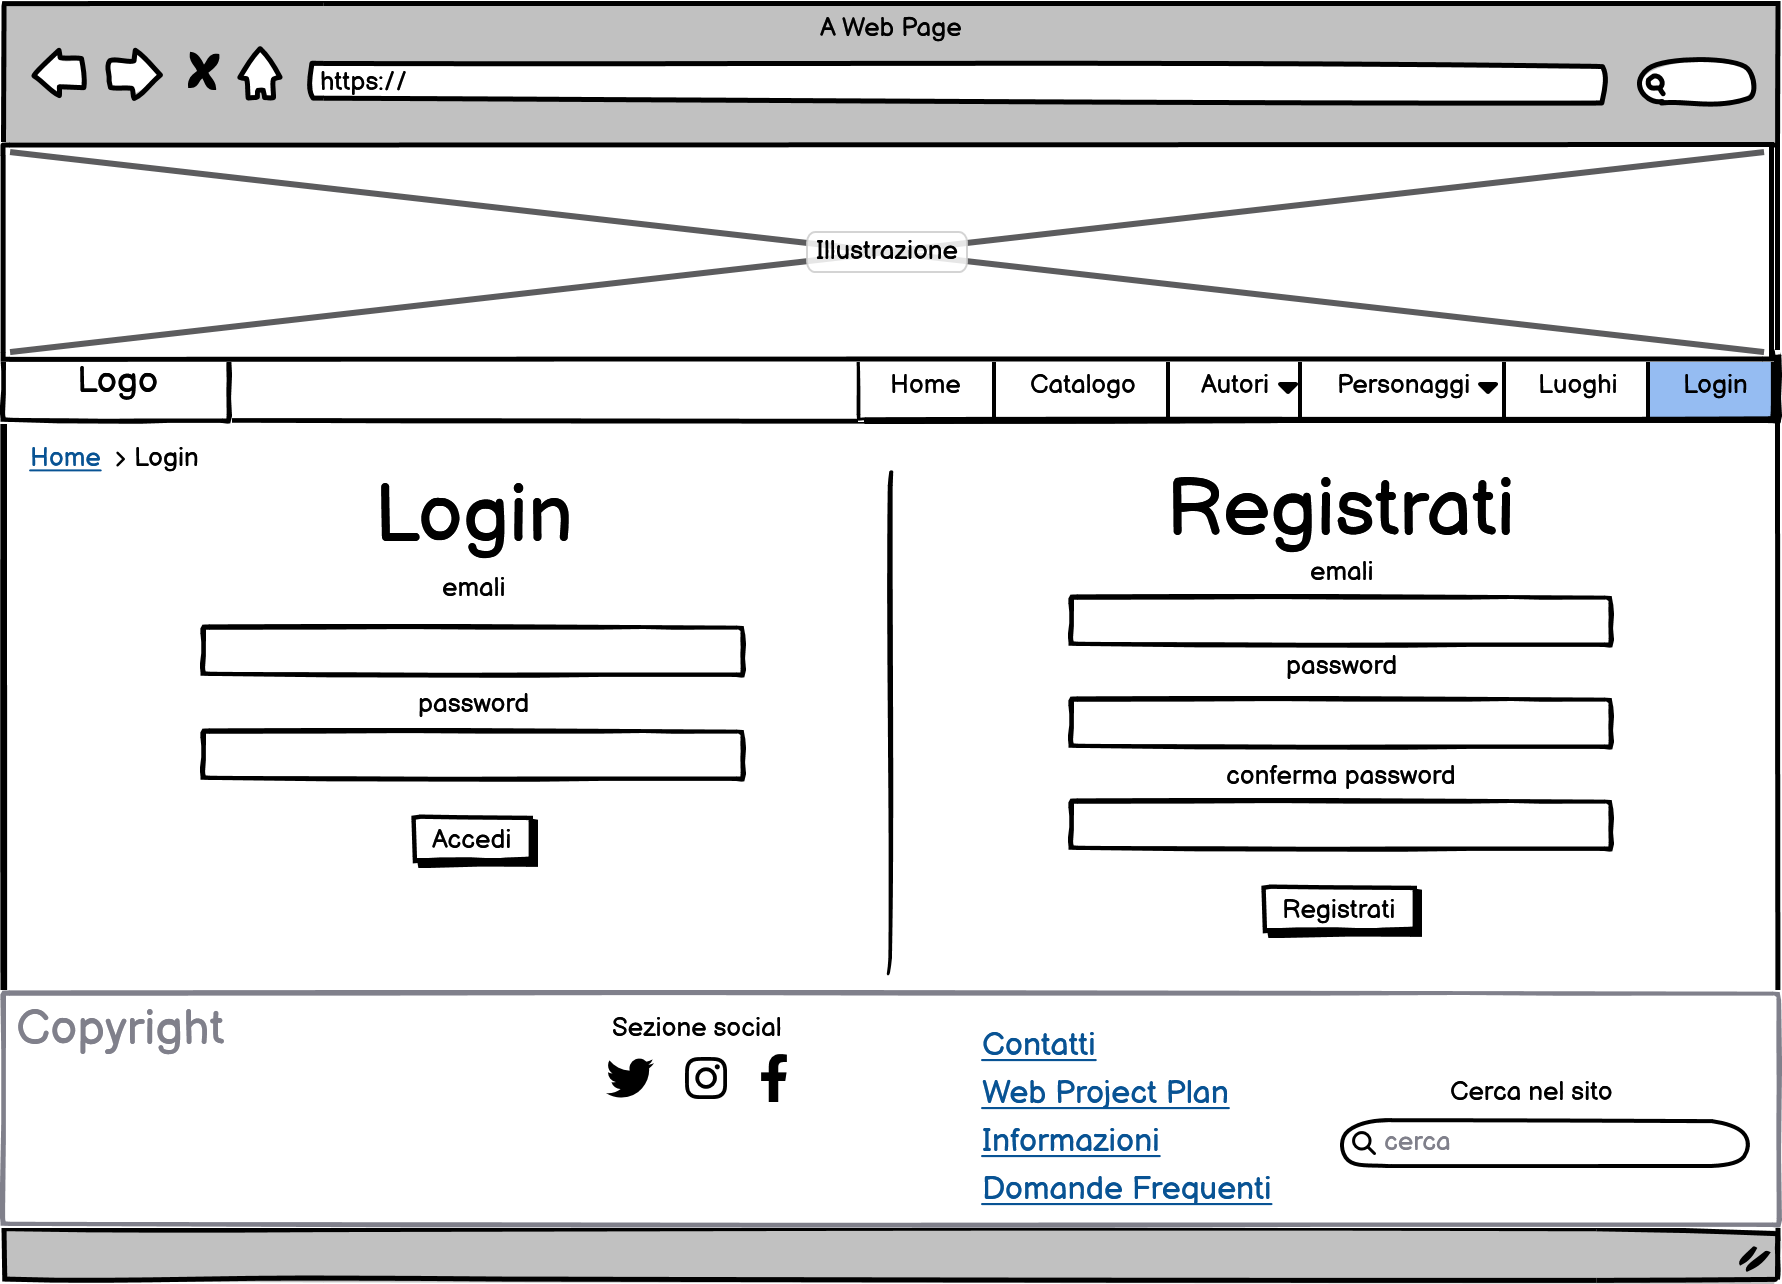 A Web Page
https://
Illustrazione
Logo
Home
Catalogo
Autori
Personaggi
Luoghi
Login
Home > Login
Login
emali
password
Accedi
Registrati
emali
password
conferma password
Registrati
Copyright
Sezione social
Contatti
Web Project Plan
Informazioni
Domande Frequenti
Cerca nel sito
cerca